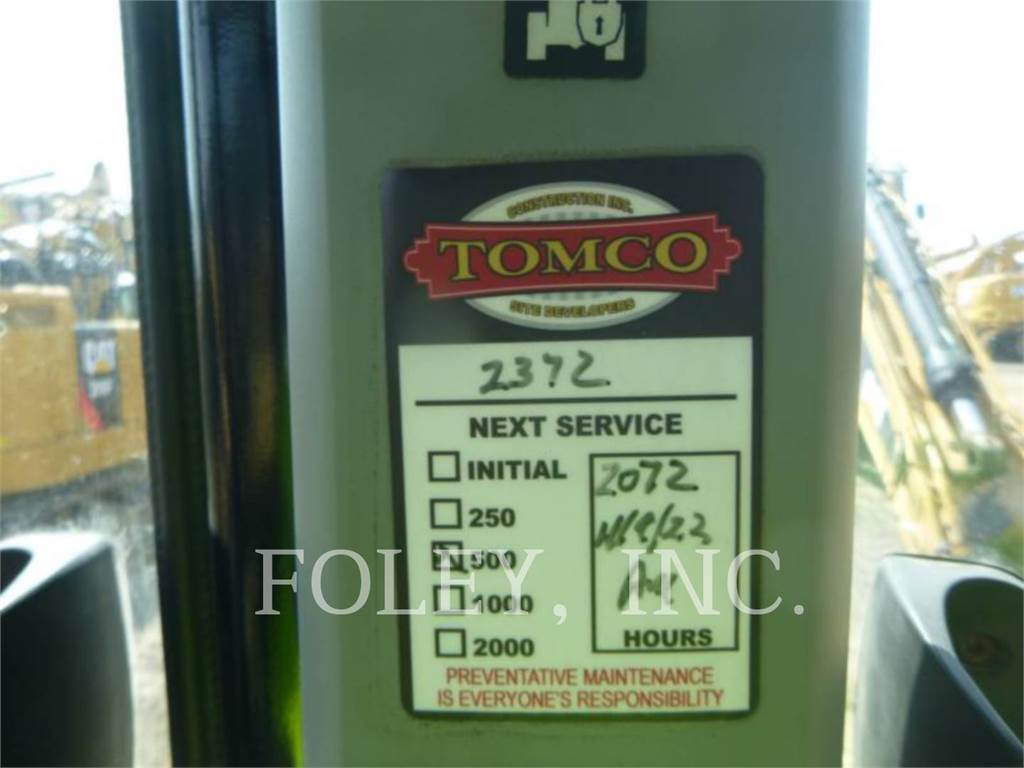 CONSTRUCTION INC.
TOMCO
SITE DEVELOPERS
2372
NEXT SERVICE
INITIAL
250
500
1000
2000
2072
HOURS
PREVENTATIVE MAINTENANCE
IS EVERYONE'S RESPONSIBILITY
FOLEY, INC.
CAT